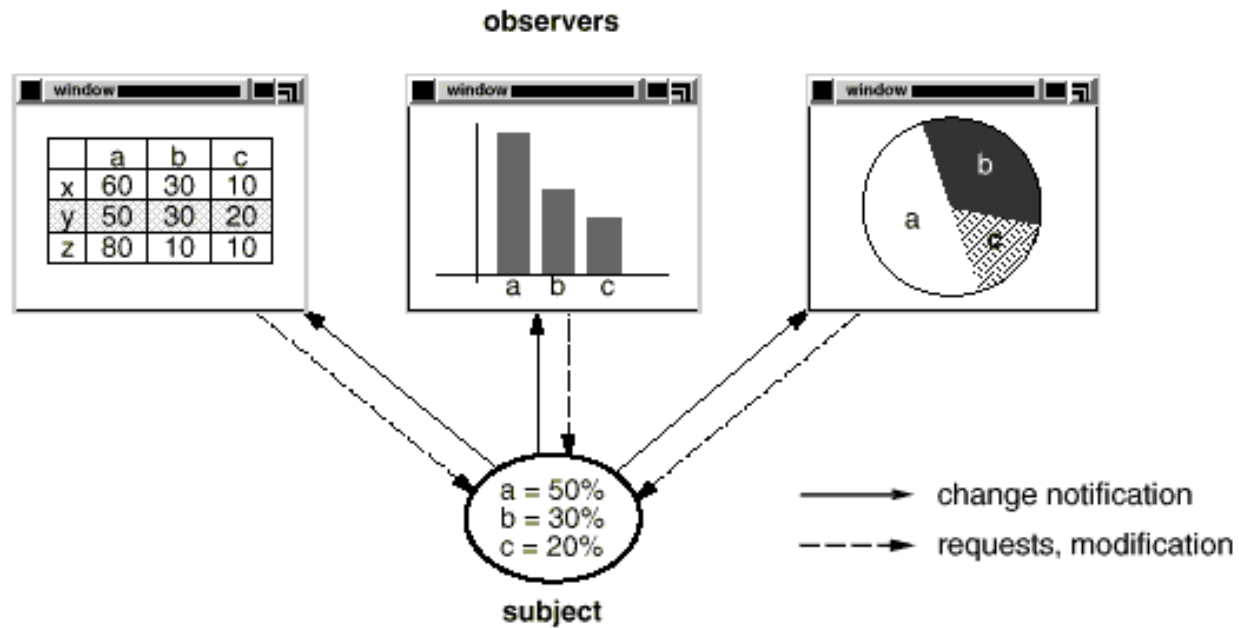 observers
window
window
window
a b c
x 60 30 10
y 50 30 20
z 80 10 10
a b c
b
a
c
a = 50%
b = 30%
c = 20%
change notification
requests, modification
subject